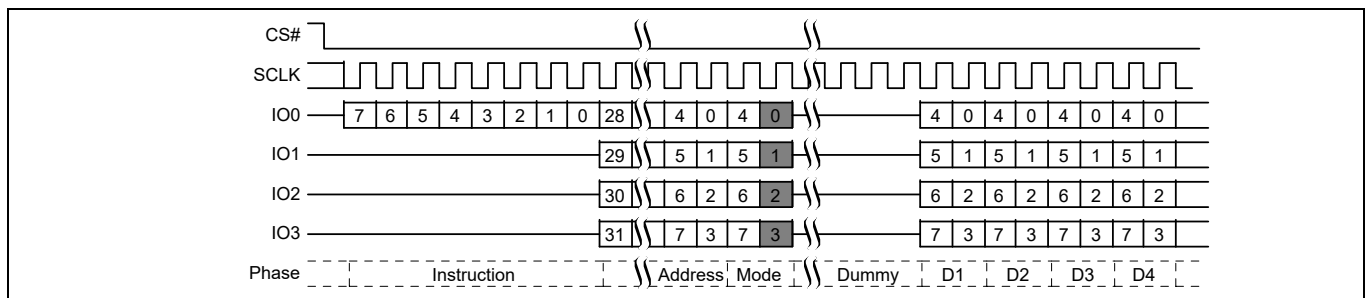 CS#
SCLK
IO0 7 6 5 4 3 2 1 0 28 4 0 4 0 4 0 4 0 4 0 4 0
IO1 29 5 1 5 1 5 1 5 1 5 1 5 1
IO2 30 6 2 6 2 6 2 6 2 6 2 6 2
IO3 31 7 3 7 3 7 3 7 3 7 3 7 3
Phase Instruction Address Mode Dummy D1 D2 D3 D4